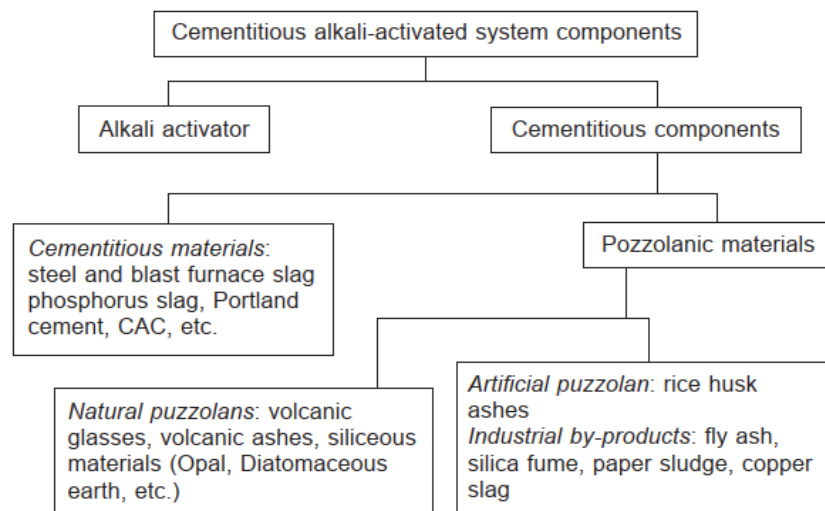 Cementitious alkali-activated system components
Alkali activator
Cementitious components
Cementitious materials:
steel and blast furnace slag
phosphorus slag, Portland
cement, CAC, etc.
Pozzolanic materials
Natural puzzolans: volcanic
glasses, volcanic ashes, siliceous
materials (Opal, Diatomaceous
earth, etc.)
Artificial puzzolan: rice husk
ashes
Industrial by-products: fly ash,
silica fume, paper sludge, copper
slag